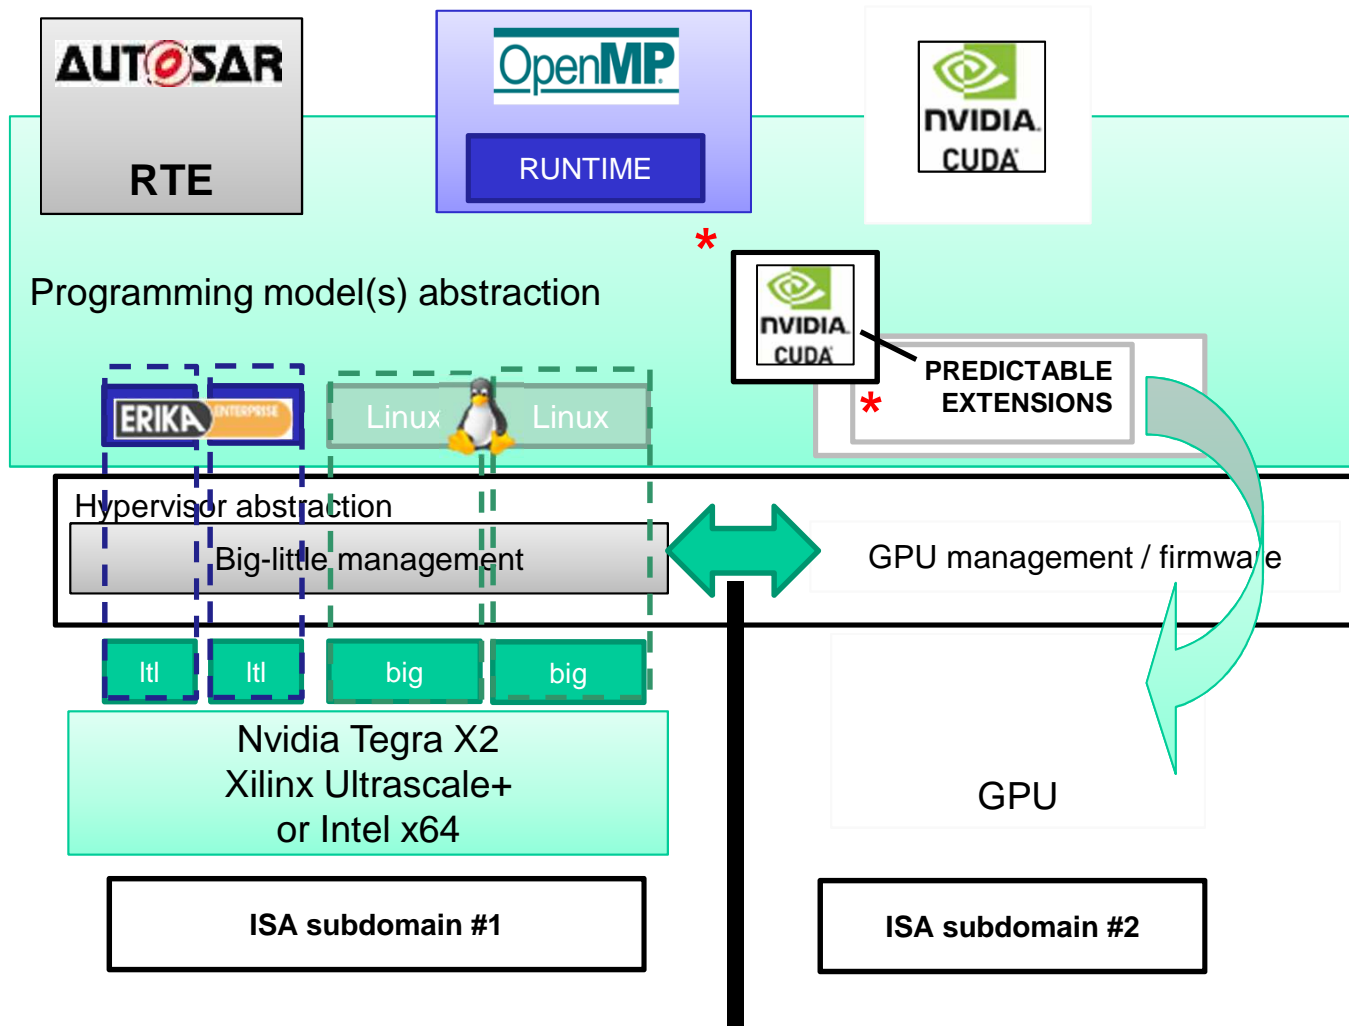 AUTOSAR
RTE
OpenMP
RUNTIME
NVIDIA.
CUDA
*
Programming model(s) abstraction
NVIDIA.
CUDA
PREDICTABLE
EXTENSIONS
*
ERIKA ENTERPRISE
Linux
Linux
Hypervisor abstraction
Big-little management
GPU management / firmware
ltl
ltl
big
big
Nvidia Tegra X2
Xilinx Ultrascale+
or Intel x64
GPU
ISA subdomain #1
ISA subdomain #2